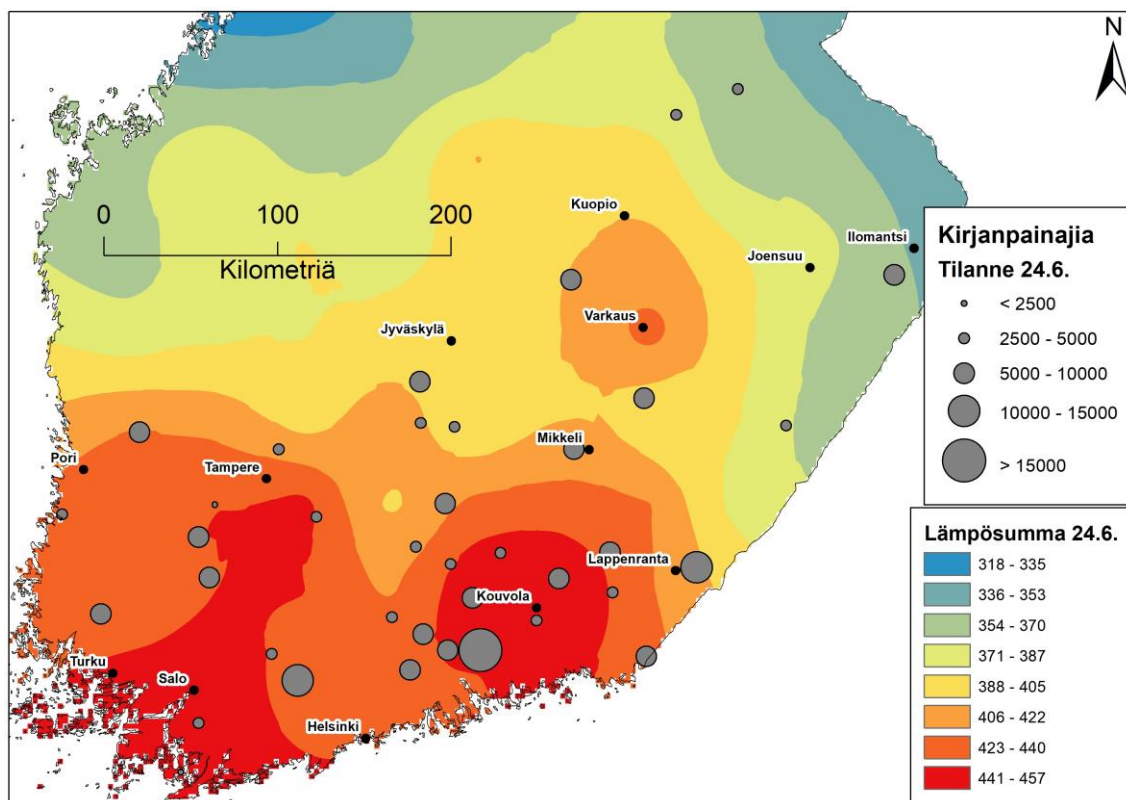 N
0 100 200
Kilometriä
Kuopio
Joensuu
Ilomantsi
Varkaus
Jyväskylä
Mikkeli
Pori
Tampere
Lappenranta
Kouvola
Turku
Salo
Helsinki
Kirjanpainajia
Tilanne 24.6.
< 2500
2500 - 5000
5000 - 10000
10000 - 15000
> 15000
Lämpösumma 24.6.
318 - 335
336 - 353
354 - 370
371 - 387
388 - 405
406 - 422
423 - 440
441 - 457